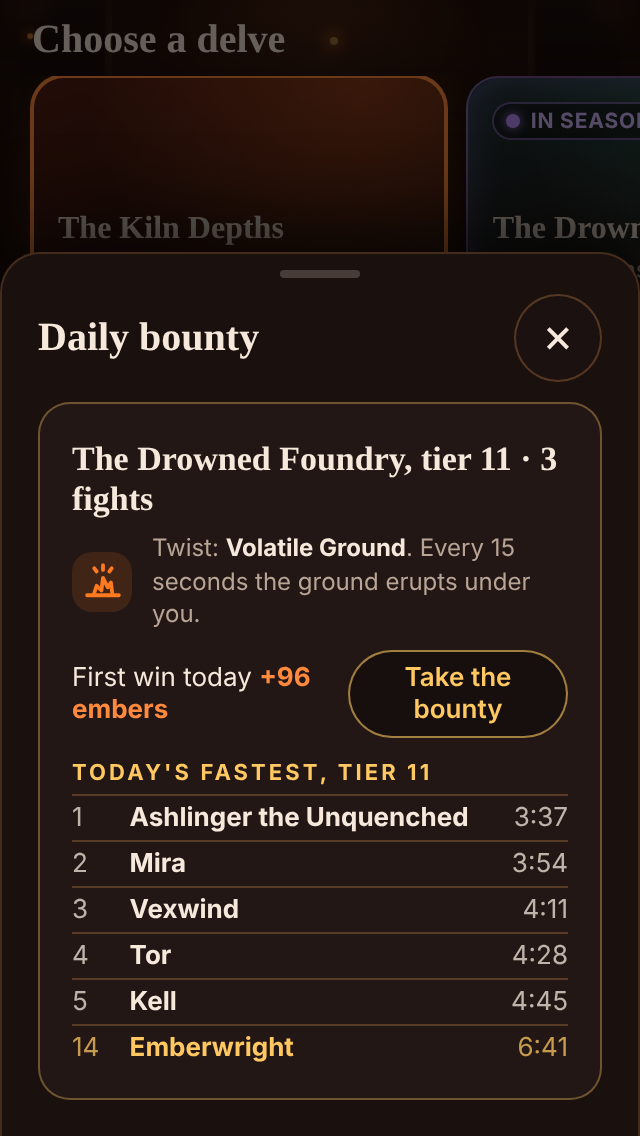 Choose a delve
IN SEASO
The Kiln Depths
The Drown
Daily bounty
The Drowned Foundry, tier 11 · 3
fights
Twist: Volatile Ground. Every 15
seconds the ground erupts under
you.
First win today +96
embers
Take the
bounty
TODAY'S FASTEST, TIER 11
1 Ashlinger the Unquenched 3:37
2 Mira 3:54
3 Vexwind 4:11
4 Tor 4:28
5 Kell 4:45
14 Emberwright 6:41